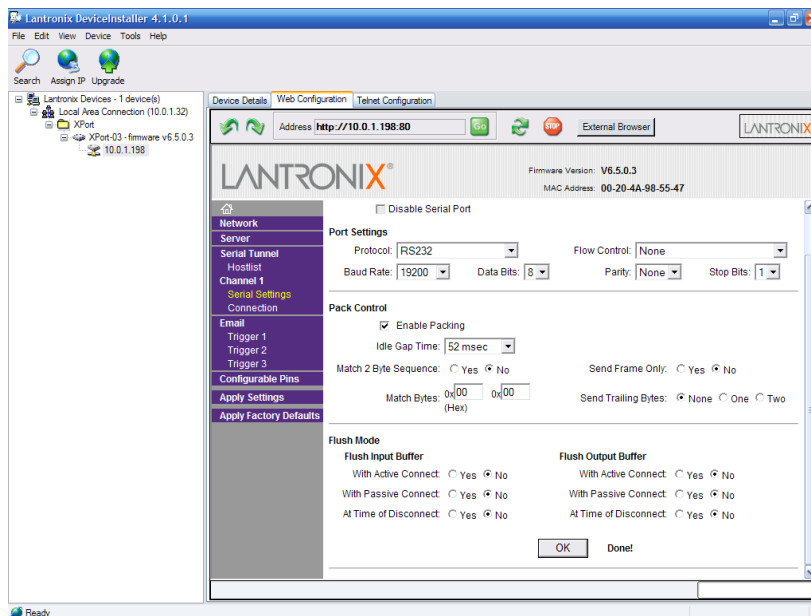 Lantronix DeviceInstaller 4.1.0.1
File Edit View Device Tools Help
Search Assign IP Upgrade
Lantronix Devices - 1 device(s)
Local Area Connection (10.0.1.32)
XPort
XPort-03 - firmware v6.5.0.3
10.0.1.198
Device Details Web Configuration Telnet Configuration
Address http://10.0.1.198:80 Go STOP External Browser LANTRONIX
LANTRONIX®
Firmware Version: V6.5.0.3
MAC Address: 00-20-4A-98-55-47
Network
Server
Serial Tunnel
Hostlist
Channel 1
Serial Settings
Connection
Email
Trigger 1
Trigger 2
Trigger 3
Configurable Pins
Apply Settings
Apply Factory Defaults
Disable Serial Port
Port Settings
Protocol: RS232 Flow Control: None
Baud Rate: 19200 Data Bits: 8 Parity: None Stop Bits: 1
Pack Control
Enable Packing
Idle Gap Time: 52 msec
Match 2 Byte Sequence: Yes No Send Frame Only: Yes No
Match Bytes: 0x00 0x00 Send Trailing Bytes: None One Two
(Hex)
Flush Mode
Flush Input Buffer Flush Output Buffer
With Active Connect: Yes No With Active Connect: Yes No
With Passive Connect: Yes No With Passive Connect: Yes No
At Time of Disconnect: Yes No At Time of Disconnect: Yes No
OK Done!
Ready